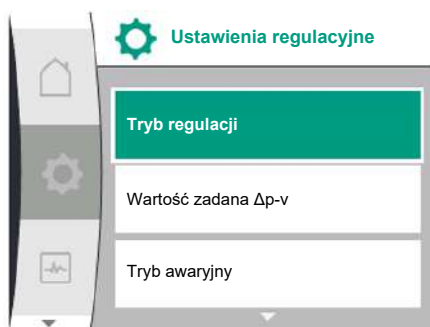 Ustawienia regulacyjne
Tryb regulacji
Wartość zadana Δp-v
Tryb awaryjny